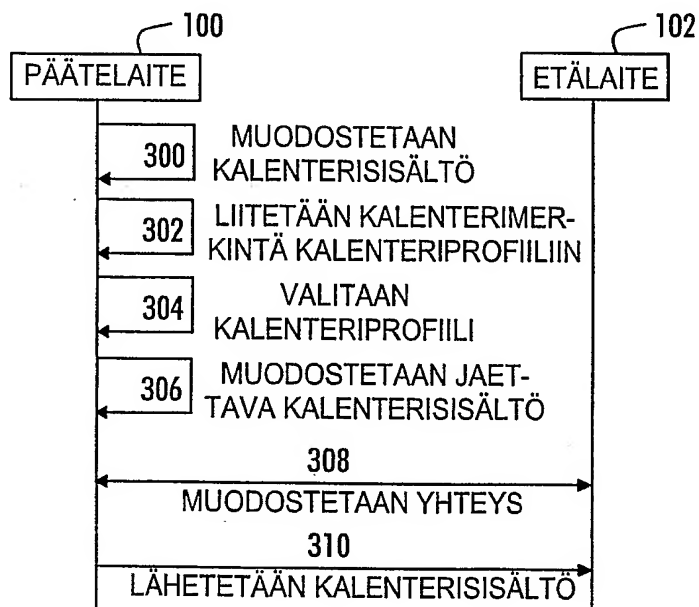 100
102
PÄÄTELAITE
ETÄLAITE
300
MUODOSTETAAN
KALENTERISISÄLTÖ
302
LIITETÄÄN KALENTERIMER-
KINTÄ KALENTERIPROFIILIIN
304
VALITAAN
KALENTERIPROFIILI
306
MUODOSTETAAN JAET-
TAVA KALENTERISISÄLTÖ
308
MUODOSTETAAN YHTEYS
310
LÄHETETÄÄN KALENTERISISÄLTÖ